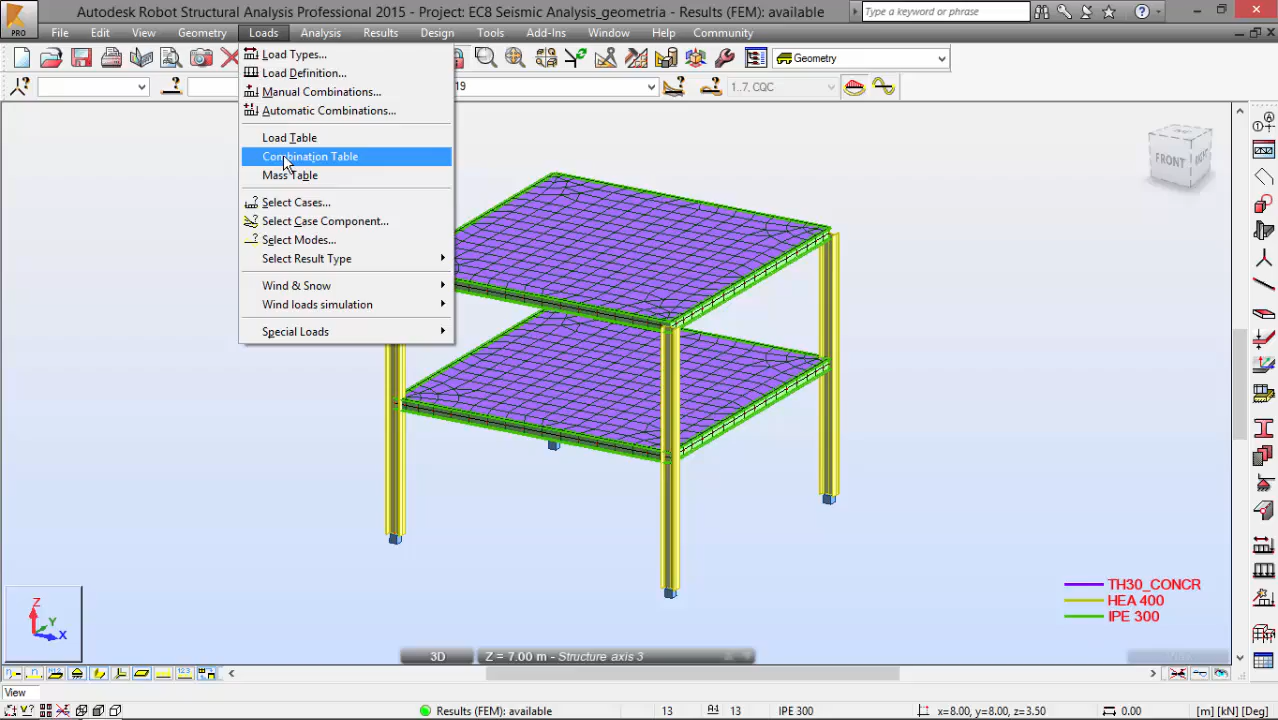 PRO
Autodesk Robot Structural Analysis Professional 2015 - Project: EC8 Seismic Analysis_geometria - Results (FEM): available
Type a keyword or phrase
File Edit View Geometry Loads Analysis Results Design Tools Add-Ins Window Help Community
Geometry
19
1..7, CQC
Load Types...
Load Definition...
Manual Combinations...
Automatic Combinations...
Load Table
Combination Table
Mass Table
Select Cases...
Select Case Component...
Select Modes...
Select Result Type
Wind & Snow
Wind loads simulation
Special Loads
FRONT
TH30_CONCR
HEA 400
IPE 300
Z
Y
X
3D
Z = 7.00 m - Structure axis 3
View
Results (FEM): available
13
13
IPE 300
x=8.00, y=8.00, z=3.50
0.00
[m] [kN] [Deg]